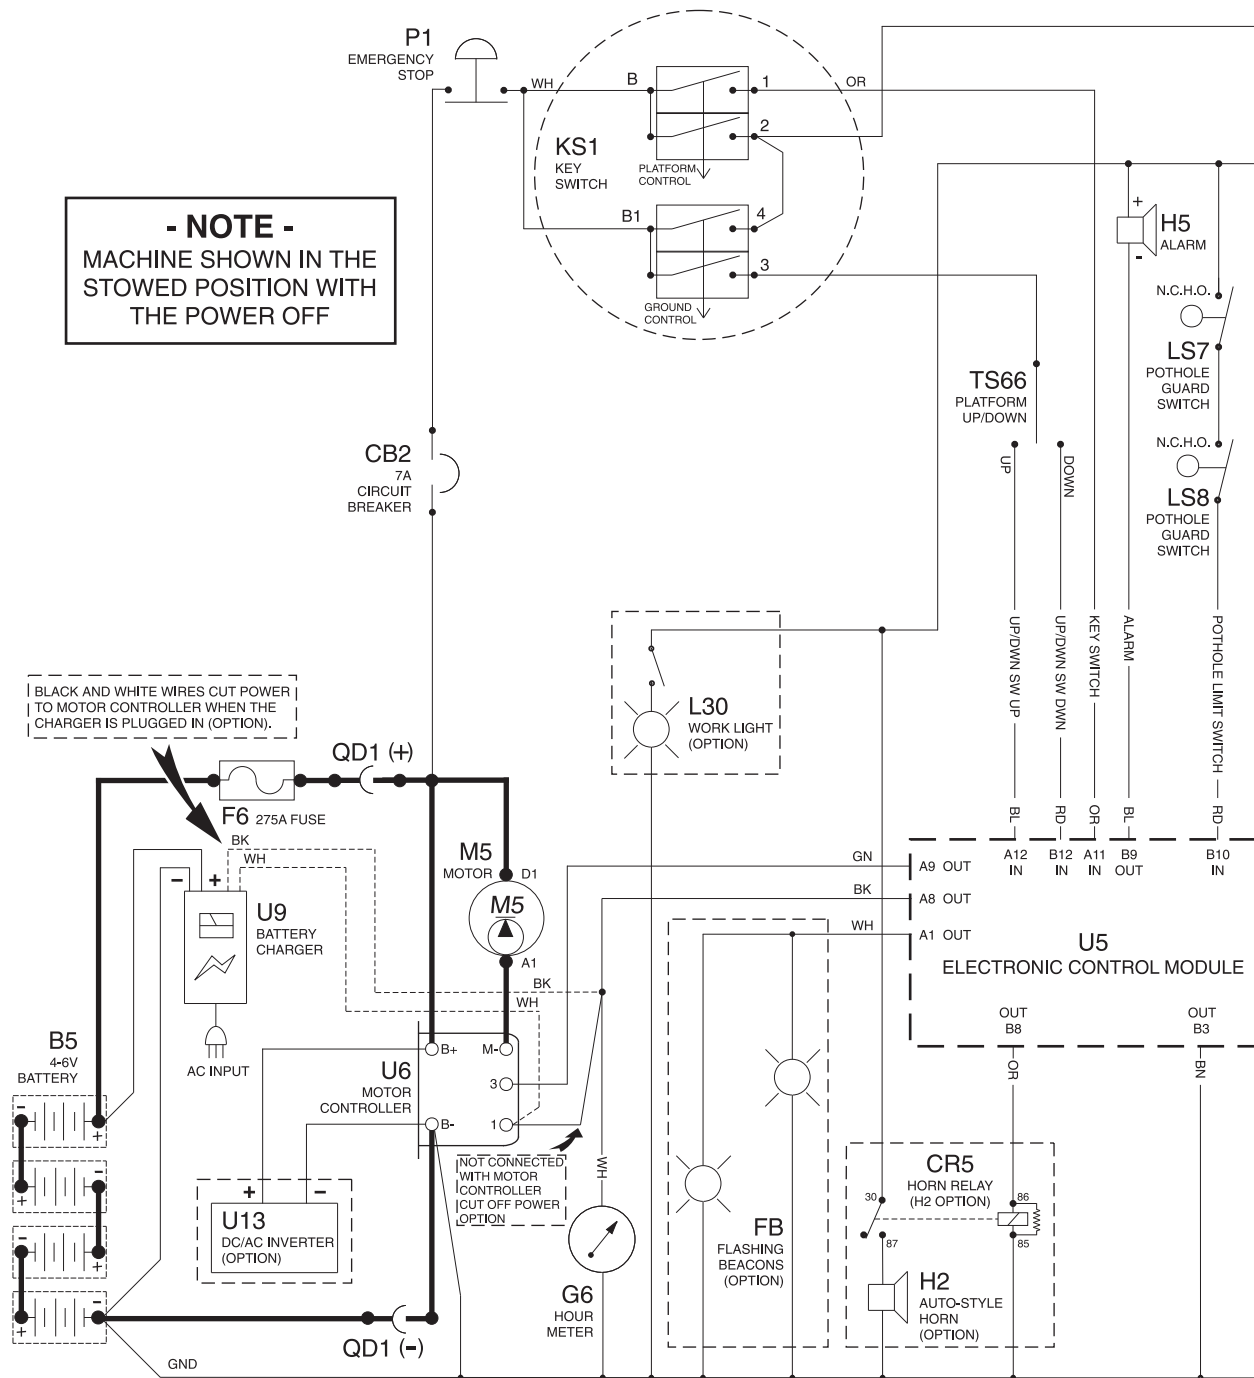 P1
EMERGENCY
STOP
WH
B
1
OR
2
KS1
KEY
SWITCH
PLATFORM
CONTROL
B1
4
3
GROUND
CONTROL
- NOTE -
MACHINE SHOWN IN THE
STOWED POSITION WITH
THE POWER OFF
+
H5
ALARM
-
N.C.H.O.
LS7
POTHOLE
GUARD
SWITCH
TS66
PLATFORM
UP/DOWN
UP
DOWN
N.C.H.O.
LS8
POTHOLE
GUARD
SWITCH
CB2
7A
CIRCUIT
BREAKER
UP/DWN SW UP
UP/DWN SW DWN
KEY SWITCH
ALARM
POTHOLE LIMIT SWITCH
BLACK AND WHITE WIRES CUT POWER
TO MOTOR CONTROLLER WHEN THE
CHARGER IS PLUGGED IN (OPTION).
L30
WORK LIGHT
(OPTION)
QD1 (+)
F6 275A FUSE
BK
WH
BL
RD
OR
BL
RD
M5
MOTOR
D1
M5
A1
GN
BK
WH
A12
IN
B12
IN
A11
IN
B9
OUT
B10
IN
A9 OUT
A8 OUT
A1 OUT
U5
ELECTRONIC CONTROL MODULE
OUT
B8
OUT
B3
- +
U9
BATTERY
CHARGER
AC INPUT
BK
WH
B5
4-6V
BATTERY
U6
MOTOR
CONTROLLER
B+
M-
3
B-
1
OR
BN
-
+
-
+
-
+
-
+
NOT CONNECTED
WITH MOTOR
CONTROLLER
CUT OFF POWER
OPTION
WH
+ -
U13
DC/AC INVERTER
(OPTION)
CR5
HORN RELAY
(H2 OPTION)
30
87
86
85
FB
FLASHING
BEACONS
(OPTION)
G6
HOUR
METER
H2
AUTO-STYLE
HORN
(OPTION)
QD1 (-)
GND